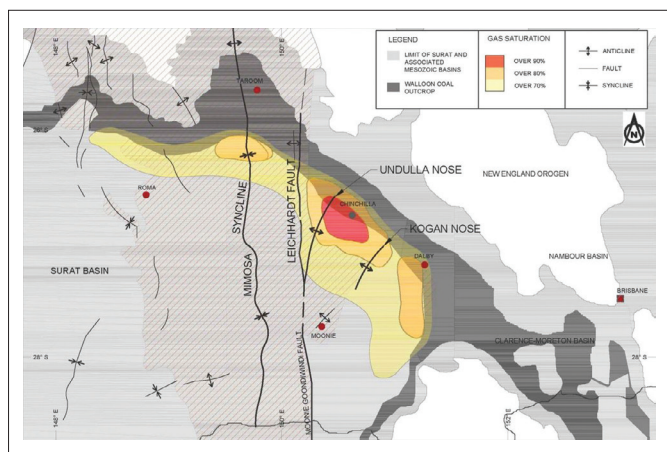 LEGEND
LIMIT OF SURAT AND
ASSOCIATED
MESOZOIC BASINS
WALLOON COAL
OUTCROP
GAS SATURATION
OVER 90%
OVER 80%
OVER 70%
ANTICLINE
FAULT
SYNCLINE
N
148° E
150° E
TAROOM
26° S
UNDULLA NOSE
NEW ENGLAND OROGEN
ROMA
CHINCHILLA
KOGAN NOSE
SYNCLINE
MIMOSA
LEICHHARDT FAULT
DALBY
NAMBOUR BASIN
SURAT BASIN
BRISBANE
MOONIE
CLARENCE-MORETON BASIN
28° S
28° S
MOONIE GOONDIWINDI FAULT
148° E
150° E
152° E